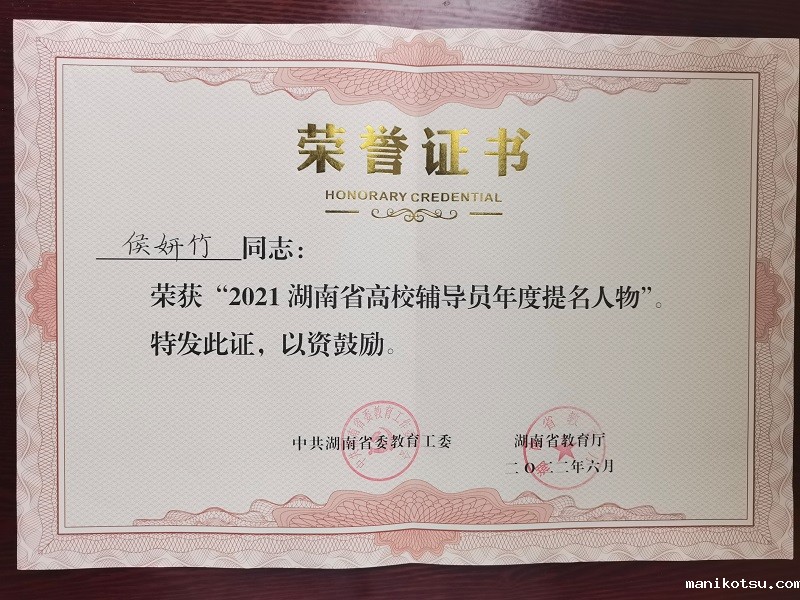 荣誉证书
HONORARY CREDENTIAL
侯妍竹 同志：
荣获“2021湖南省高校辅导员年度提名人物”。
特发此证，以资鼓励。
中共湖南省委教育工委 湖南省教育厅
二〇二二年六月
manikotsu.com